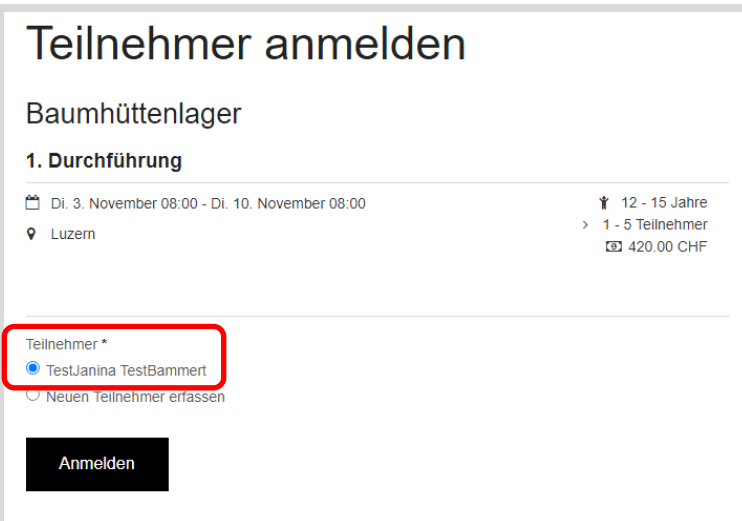 Teilnehmer anmelden
Baumhüttenlager
1. Durchführung
Di. 3. November 08:00 - Di. 10. November 08:00
12 - 15 Jahre
Luzern
1 - 5 Teilnehmer
420.00 CHF
Teilnehmer *
TestJanina TestBammert
Neuen Teilnehmer erfassen
Anmelden